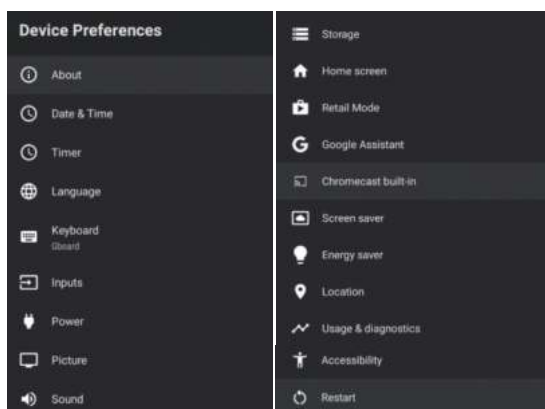 Device Preferences
About
Date & Time
Timer
Language
Keyboard
Gboard
Inputs
Power
Picture
Sound
Storage
Home screen
Retail Mode
Google Assistant
Chromecast built-in
Screen saver
Energy saver
Location
Usage & diagnostics
Accessibility
Restart